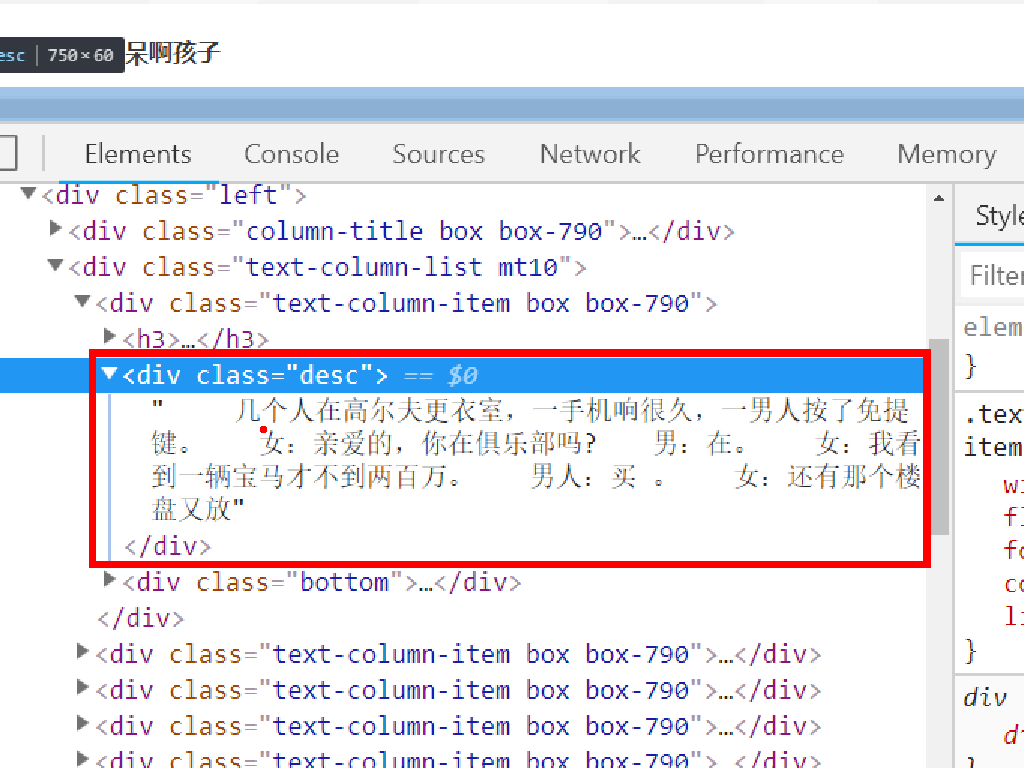 esc | 750×60 呆啊孩子
Elements Console Sources Network Performance Memory
▼<div class="left">
▶<div class="column-title box box-790">…</div>
▼<div class="text-column-list mt10">
▼<div class="text-column-item box box-790">
▶<h3>…</h3>
▼<div class="desc"> == $0
" 几个人在高尔夫更衣室，一手机响很久，一男人按了免提
键。 女：亲爱的，你在俱乐部吗? 男：在。 女：我看
到一辆宝马才不到两百万。 男人：买 。 女：还有那个楼
盘又放"
</div>
▶<div class="bottom">…</div>
</div>
▶<div class="text-column-item box box-790">…</div>
▶<div class="text-column-item box box-790">…</div>
▶<div class="text-column-item box box-790">…</div>
▶<div class="text-column-item box box-790">…</div>
Style
Filter
elem
}
.tex
item
wi
fl
fo
co
li
}
div
di
}